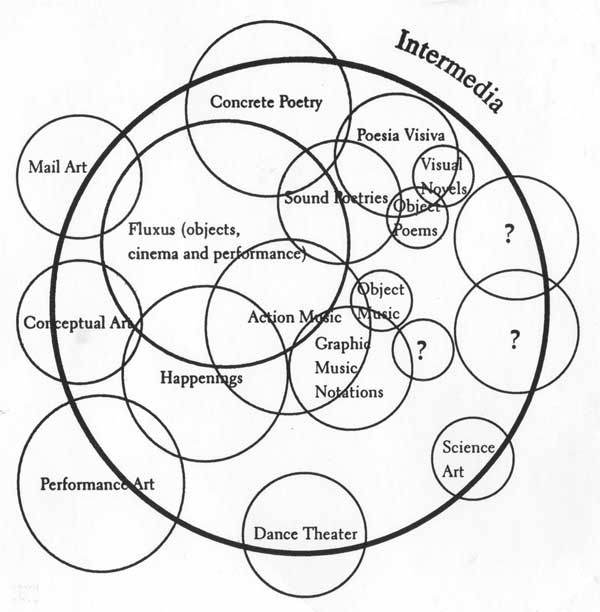 Intermedia
Concrete Poetry
Poesia Visiva
Mail Art
Visual
Novels
Sound Poetries
Object
Poems
Fluxus (objects,
cinema and performance)
?
Object
Music
Action Music
Conceptual Art
Graphic
Music
Notations
?
?
Happenings
Science
Art
Performance Art
Dance Theater